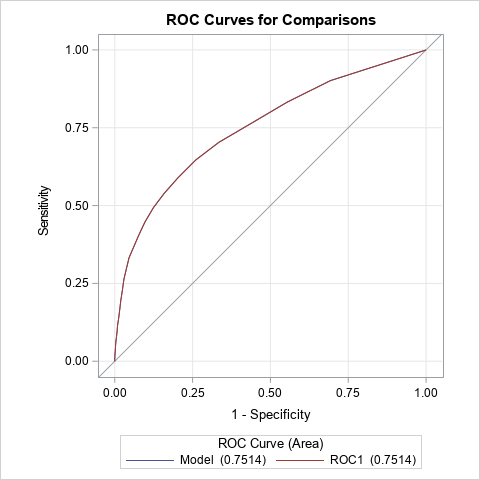 ROC Curves for Comparisons
1.00
0.75
0.50
0.25
0.00
Sensitivity
0.00 0.25 0.50 0.75 1.00
1 - Specificity
ROC Curve (Area)
Model (0.7514) ROC1 (0.7514)